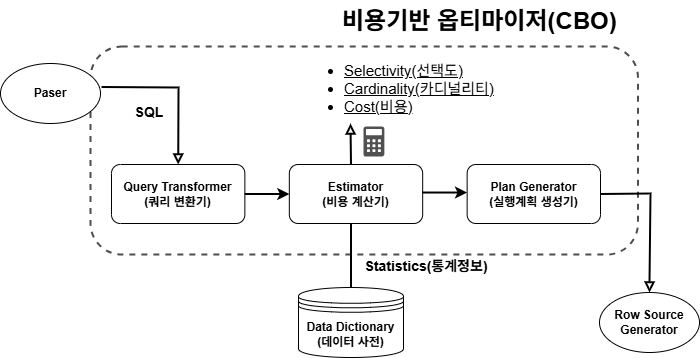 비용기반 옵티마이저(CBO)
Selectivity(선택도)
Cardinality(카디널리티)
Cost(비용)
Paser
SQL
Query Transformer
(쿼리 변환기)
Estimator
(비용 계산기)
Plan Generator
(실행계획 생성기)
Statistics(통계정보)
Data Dictionary
(데이터 사전)
Row Source
Generator